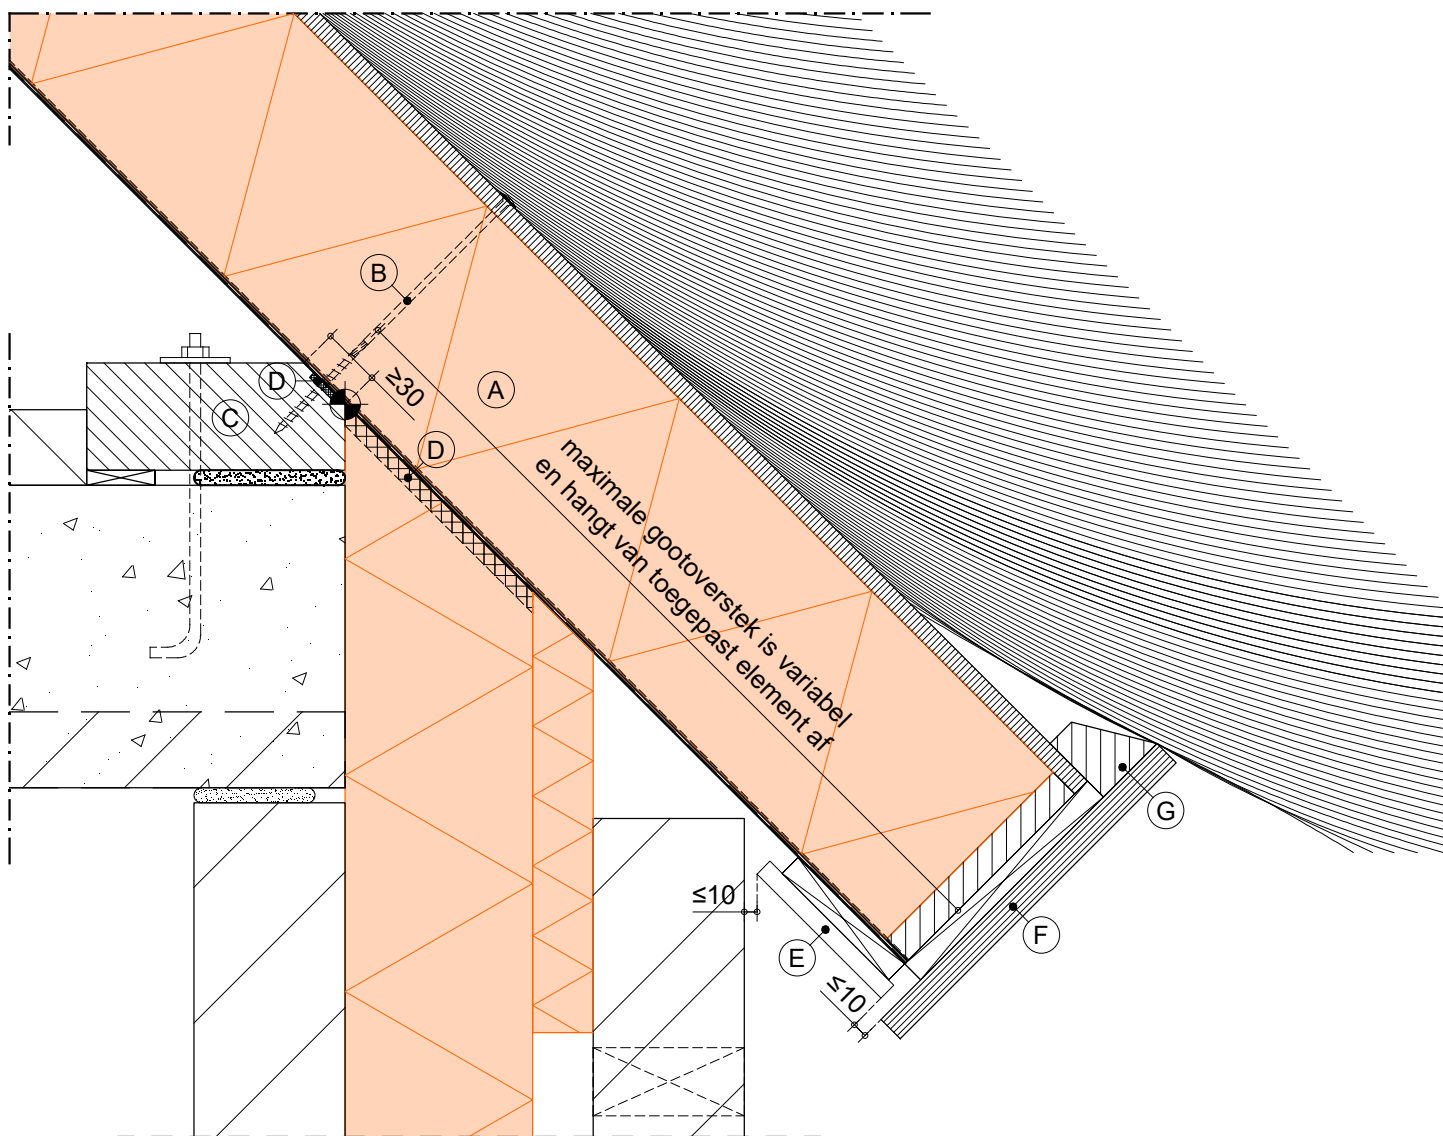 B
D
≥30
A
C
D
maximale gootoverstek is variabel
en hangt van toegepast element af
G
≤10
F
E
≤10